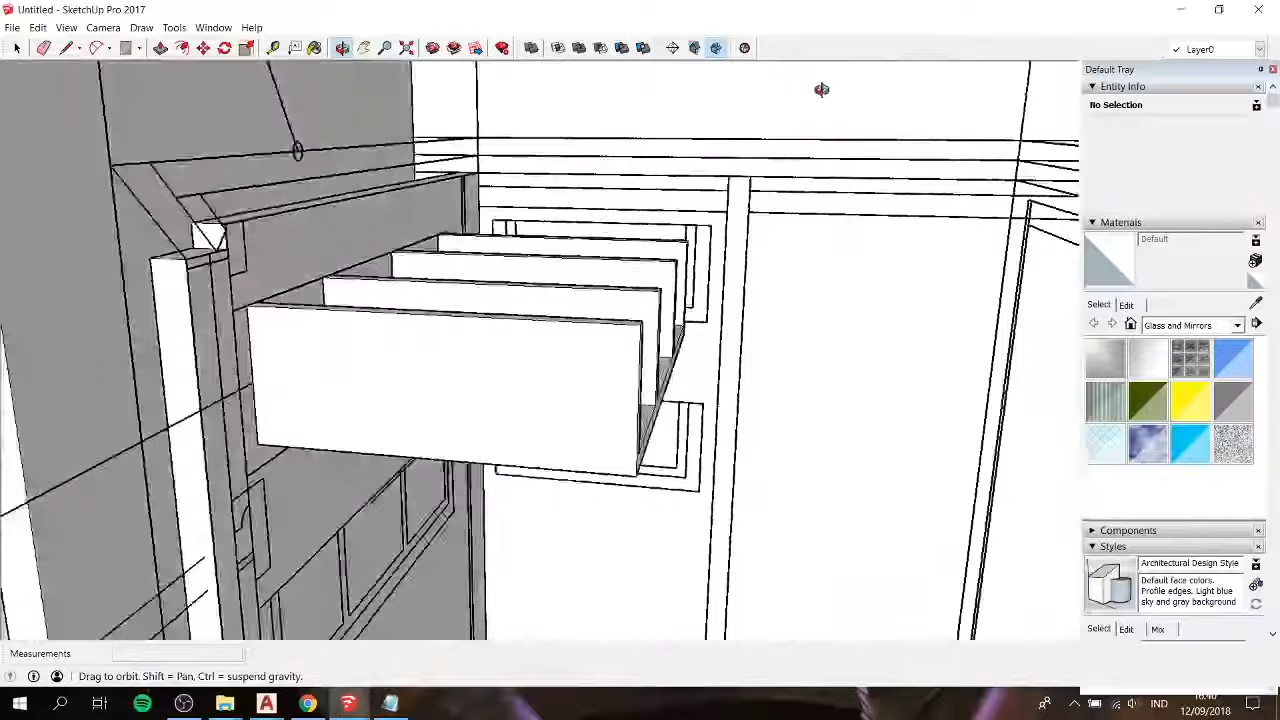 Untitled - SketchUp Pro 2017
File Edit View Camera Draw Tools Window Help
Layer0
Default Tray
Entity Info
No Selection
Materials
Default
Select Edit
Glass and Mirrors
Components
Styles
Architectural Design Style
Default face colors.
Profile edges. Light blue
sky and gray background
Select Edit Mix
Measurements
Drag to orbit. Shift = Pan, Ctrl = suspend gravity.
IND
16:40
12/09/2018